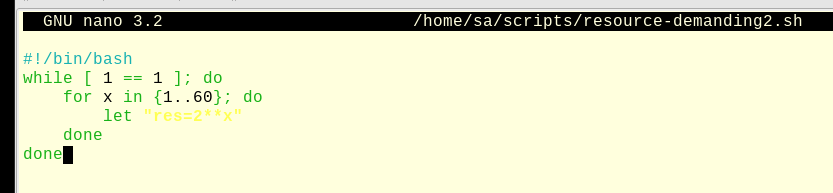 GNU nano 3.2 /home/sa/scripts/resource-demanding2.sh
#!/bin/bash
while [ 1 == 1 ]; do
    for x in {1..60}; do
        let "res=2**x"
    done
done